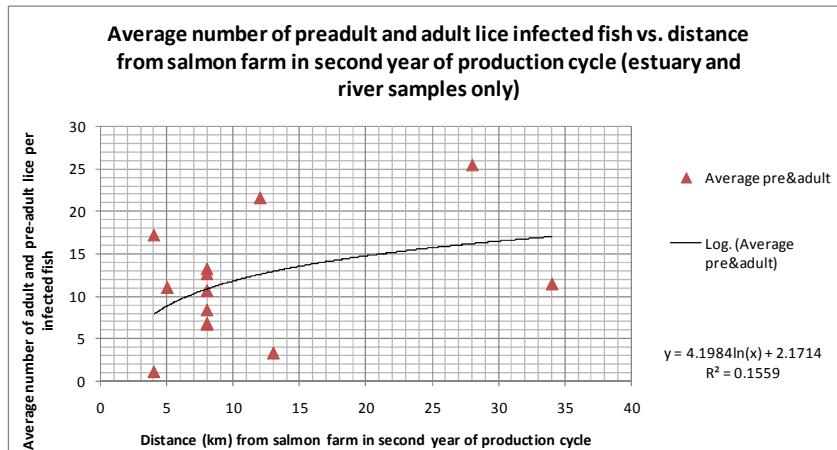 Average number of preadult and adult lice infected fish vs. distance
from salmon farm in second year of production cycle (estuary and
river samples only)
Average number of adult and pre-adult lice per
infected fish
30
25
20
15
10
5
0
0 5 10 15 20 25 30 35 40
Distance (km) from salmon farm in second year of production cycle
Average pre&adult
Log. (Average
pre&adult)
y = 4.1984ln(x) + 2.1714
R² = 0.1559